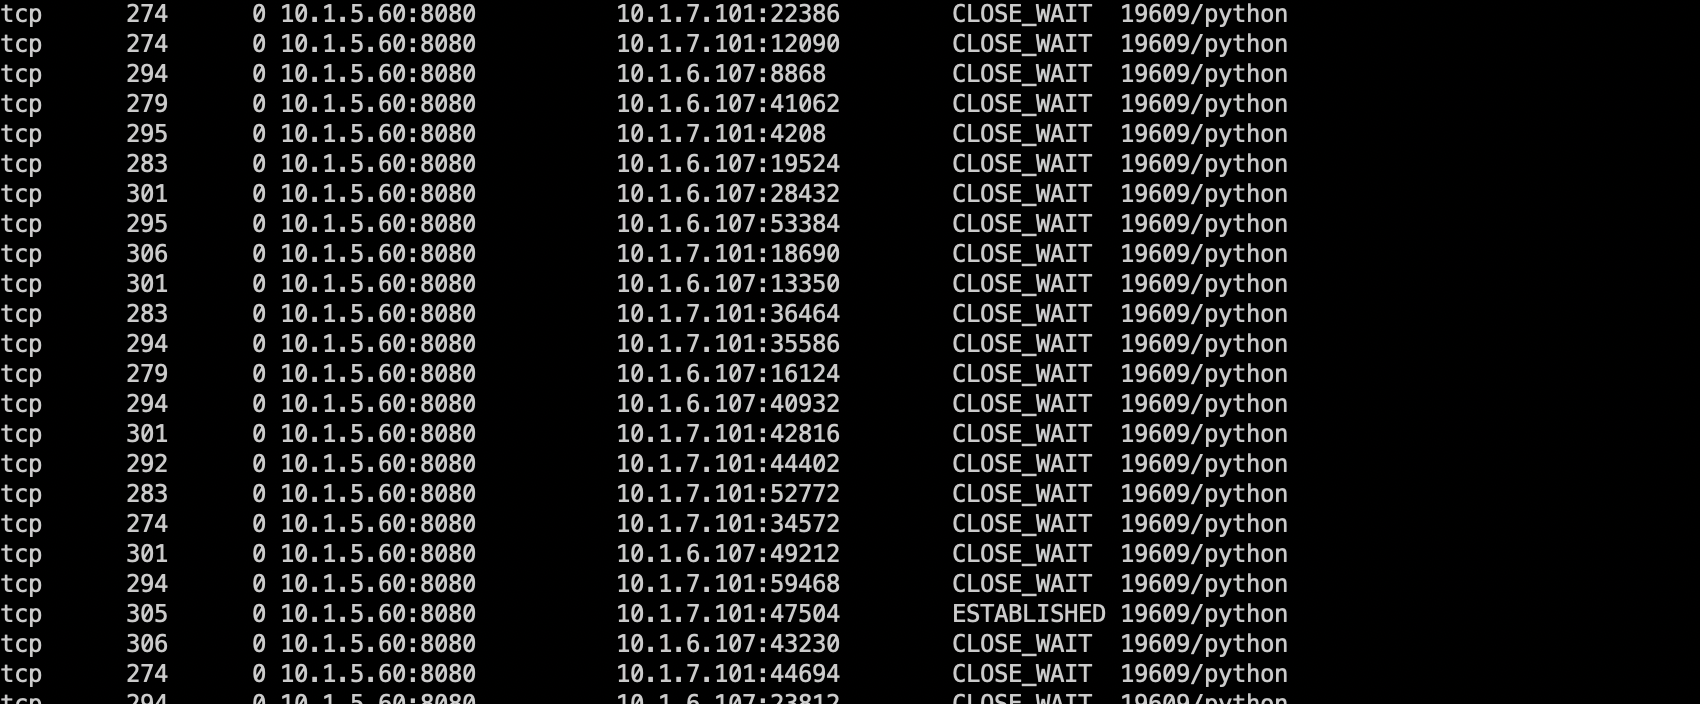 tcp 274 0 10.1.5.60:8080 10.1.7.101:22386 CLOSE_WAIT 19609/python
tcp 274 0 10.1.5.60:8080 10.1.7.101:12090 CLOSE_WAIT 19609/python
tcp 294 0 10.1.5.60:8080 10.1.6.107:8868 CLOSE_WAIT 19609/python
tcp 279 0 10.1.5.60:8080 10.1.6.107:41062 CLOSE_WAIT 19609/python
tcp 295 0 10.1.5.60:8080 10.1.7.101:4208 CLOSE_WAIT 19609/python
tcp 283 0 10.1.5.60:8080 10.1.6.107:19524 CLOSE_WAIT 19609/python
tcp 301 0 10.1.5.60:8080 10.1.6.107:28432 CLOSE_WAIT 19609/python
tcp 295 0 10.1.5.60:8080 10.1.6.107:53384 CLOSE_WAIT 19609/python
tcp 306 0 10.1.5.60:8080 10.1.7.101:18690 CLOSE_WAIT 19609/python
tcp 301 0 10.1.5.60:8080 10.1.6.107:13350 CLOSE_WAIT 19609/python
tcp 283 0 10.1.5.60:8080 10.1.7.101:36464 CLOSE_WAIT 19609/python
tcp 294 0 10.1.5.60:8080 10.1.7.101:35586 CLOSE_WAIT 19609/python
tcp 279 0 10.1.5.60:8080 10.1.6.107:16124 CLOSE_WAIT 19609/python
tcp 294 0 10.1.5.60:8080 10.1.6.107:40932 CLOSE_WAIT 19609/python
tcp 301 0 10.1.5.60:8080 10.1.7.101:42816 CLOSE_WAIT 19609/python
tcp 292 0 10.1.5.60:8080 10.1.7.101:44402 CLOSE_WAIT 19609/python
tcp 283 0 10.1.5.60:8080 10.1.7.101:52772 CLOSE_WAIT 19609/python
tcp 274 0 10.1.5.60:8080 10.1.7.101:34572 CLOSE_WAIT 19609/python
tcp 301 0 10.1.5.60:8080 10.1.6.107:49212 CLOSE_WAIT 19609/python
tcp 294 0 10.1.5.60:8080 10.1.7.101:59468 CLOSE_WAIT 19609/python
tcp 305 0 10.1.5.60:8080 10.1.7.101:47504 ESTABLISHED 19609/python
tcp 306 0 10.1.5.60:8080 10.1.6.107:43230 CLOSE_WAIT 19609/python
tcp 274 0 10.1.5.60:8080 10.1.7.101:44694 CLOSE_WAIT 19609/python